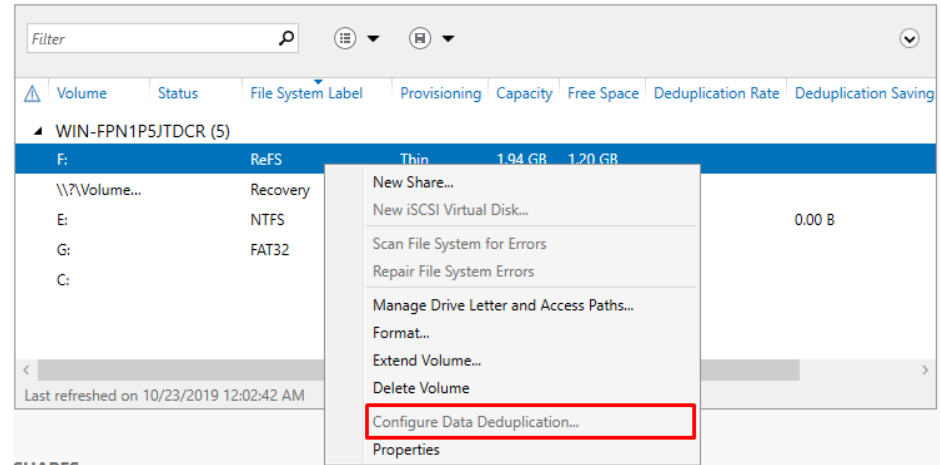 Filter
Volume Status File System Label Provisioning Capacity Free Space Deduplication Rate Deduplication Saving
WIN-FPN1P5JTDCR (5)
F: ReFS Thin 1.94 GB 1.20 GB
\\?\Volume... Recovery
E: NTFS 0.00 B
G: FAT32
C:
New Share...
New iSCSI Virtual Disk...
Scan File System for Errors
Repair File System Errors
Manage Drive Letter and Access Paths...
Format...
Extend Volume...
Delete Volume
Configure Data Deduplication...
Properties
Last refreshed on 10/23/2019 12:02:42 AM
SHARES